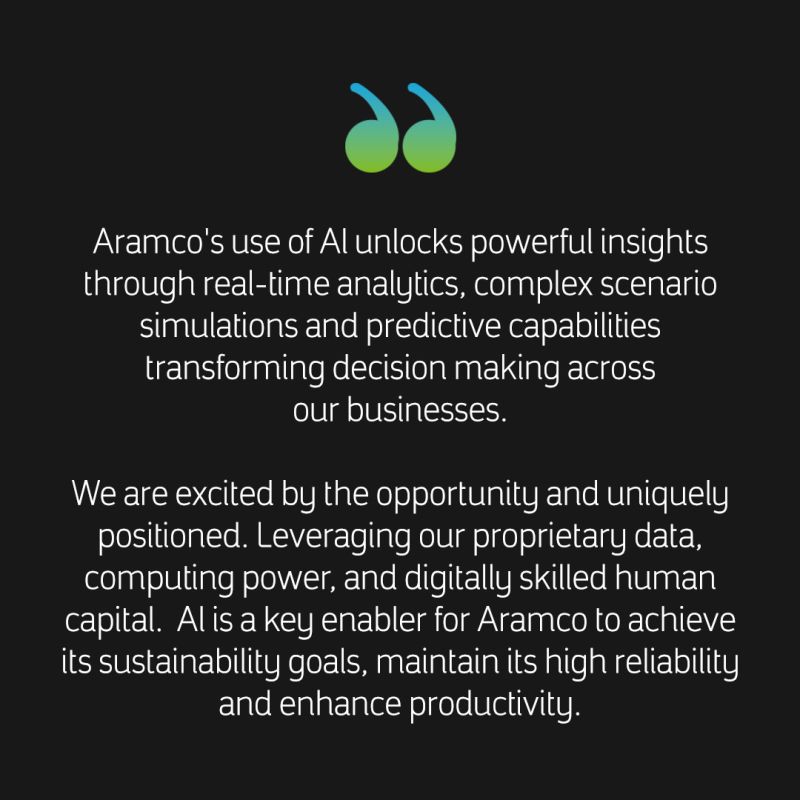 Aramco's use of AI unlocks powerful insights
through real-time analytics, complex scenario
simulations and predictive capabilities
transforming decision making across
our businesses.
We are excited by the opportunity and uniquely
positioned. Leveraging our proprietary data,
computing power, and digitally skilled human
capital.  AI is a key enabler for Aramco to achieve
its sustainability goals, maintain its high reliability
and enhance productivity.